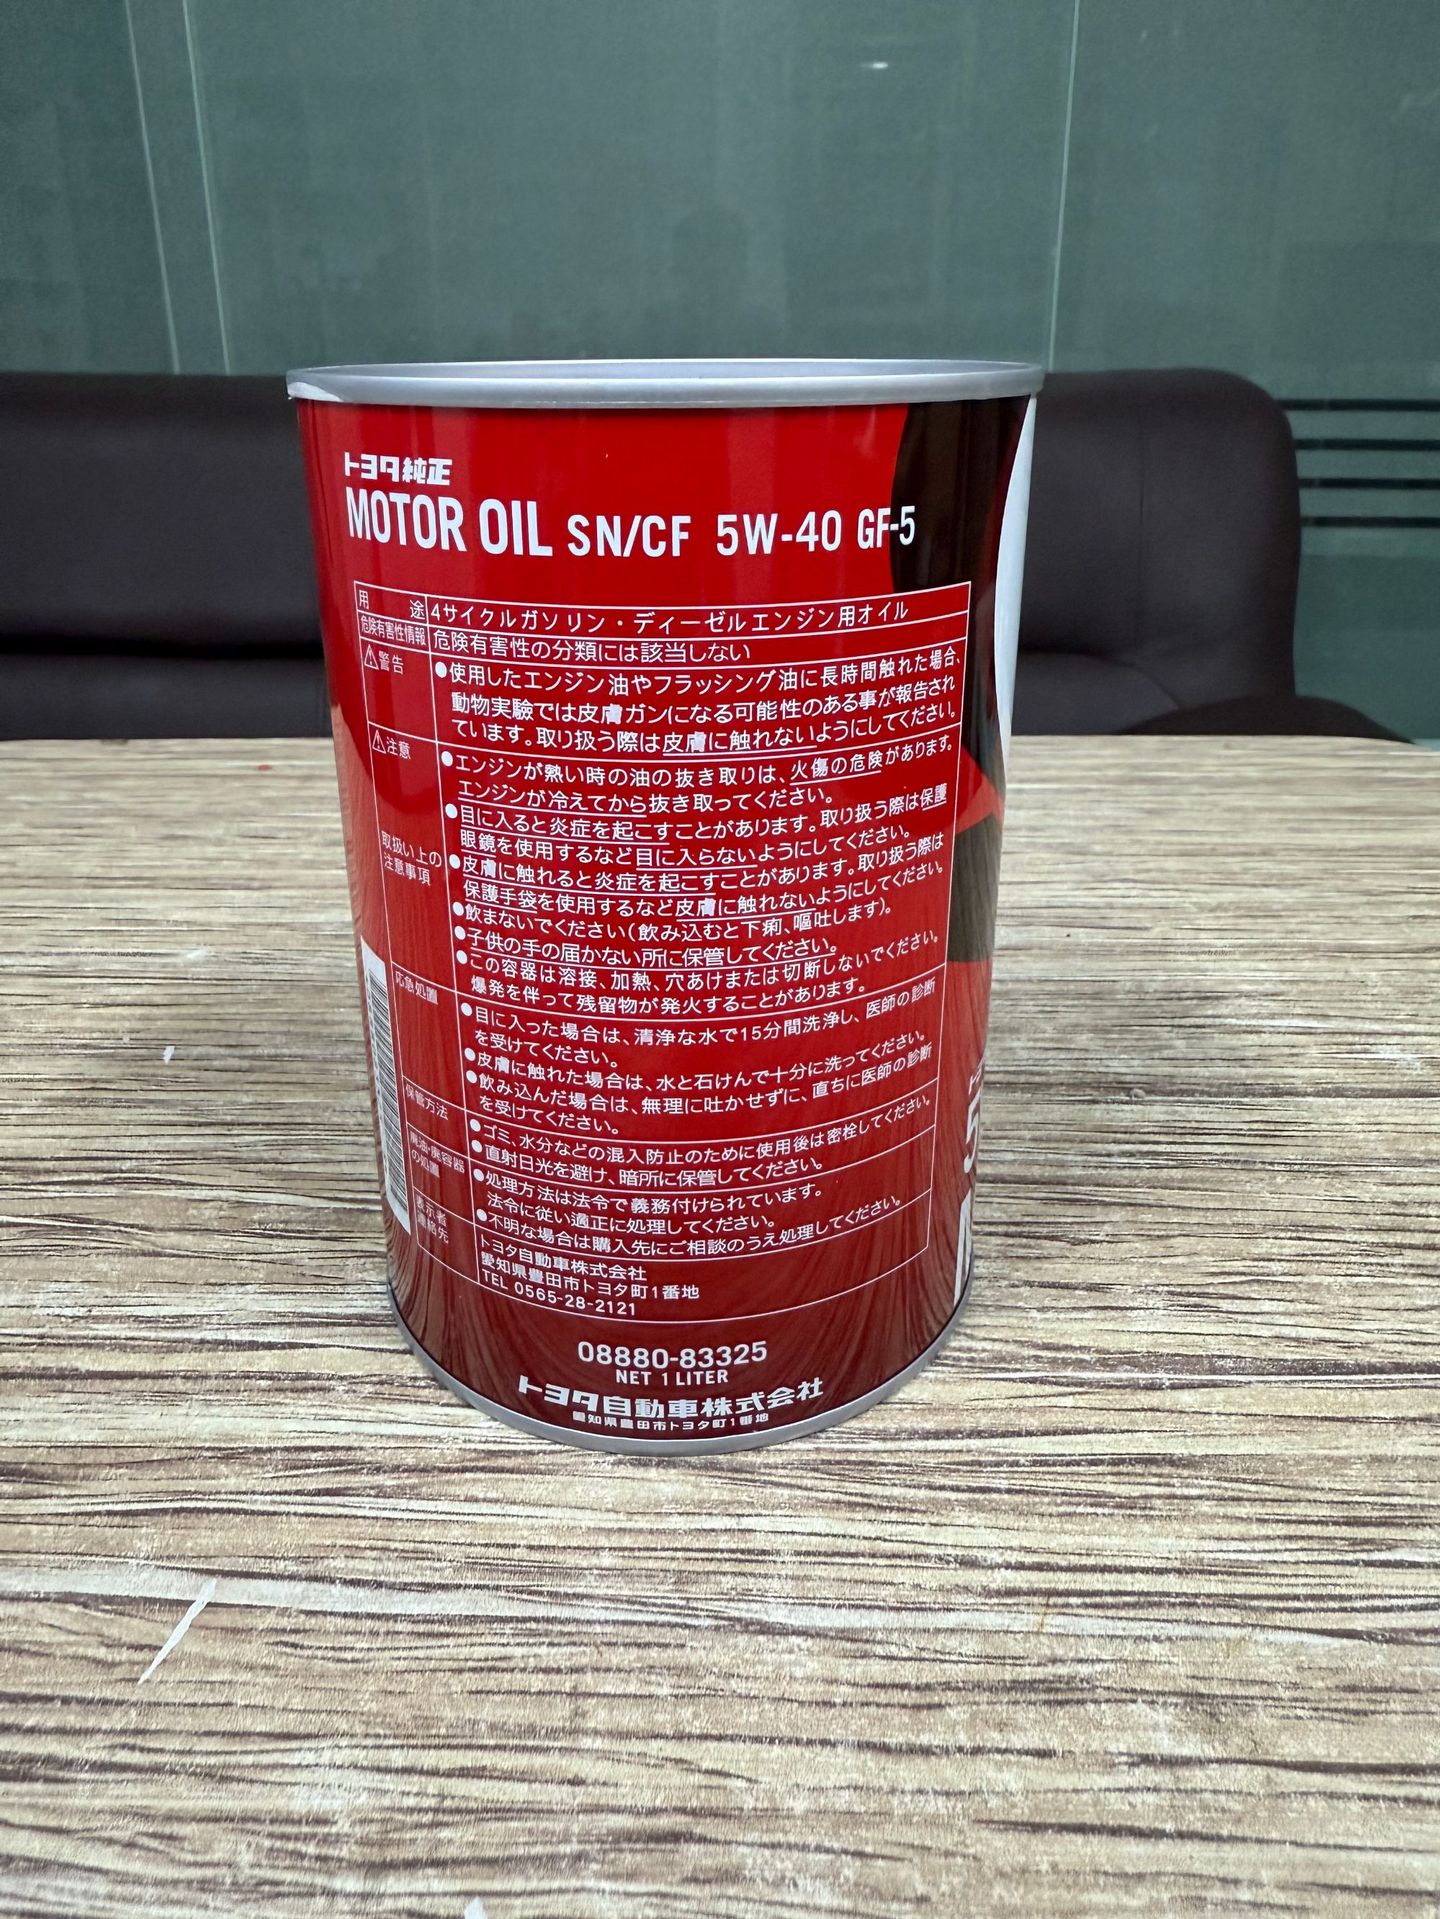 トヨタ純正
MOTOR OIL SN/CF 5W-40 GF-5
用途 4サイクルガソリン・ディーゼルエンジン用オイル
危険有害性情報 危険有害性の分類には該当しない
⚠警告 ●使用したエンジン油やフラッシング油に長時間触れた場合、
動物実験では皮膚ガンになる可能性のある事が報告され
ています。取り扱う際は皮膚に触れないようにしてください。
⚠注意 ●エンジンが熱い時の油の抜き取りは、火傷の危険があります。
エンジンが冷えてから抜き取ってください。
●目に入ると炎症を起こすことがあります。取り扱う際は保護
取扱い上の
注意事項
眼鏡を使用するなど目に入らないようにしてください。
●皮膚に触れると炎症を起こすことがあります。取り扱う際は
保護手袋を使用するなど皮膚に触れないようにしてください。
●飲まないでください(飲み込むと下痢、嘔吐します)。
●子供の手の届かない所に保管してください。
●この容器は溶接、加熱、穴あけまたは切断しないでください。
爆発を伴って残留物が発火することがあります。
応急処置 ●目に入った場合は、清浄な水で15分間洗浄し、医師の診断
を受けてください。
●皮膚に触れた場合は、水と石けんで十分に洗ってください。
●飲み込んだ場合は、無理に吐かせずに、直ちに医師の診断
を受けてください。
保管方法 ●ゴミ、水分などの混入防止のために使用後は密栓してください。
●直射日光を避け、暗所に保管してください。
廃油・廃容器
の処置
●処理方法は法令で義務付けられています。
法令に従い適正に処理してください。
●不明な場合は購入先にご相談のうえ処理してください。
表示者
連絡先
トヨタ自動車株式会社
愛知県豊田市トヨタ町1番地
TEL 0565-28-2121
08880-83325
NET 1 LITER
トヨタ自動車株式会社
愛知県豊田市トヨタ町1番地